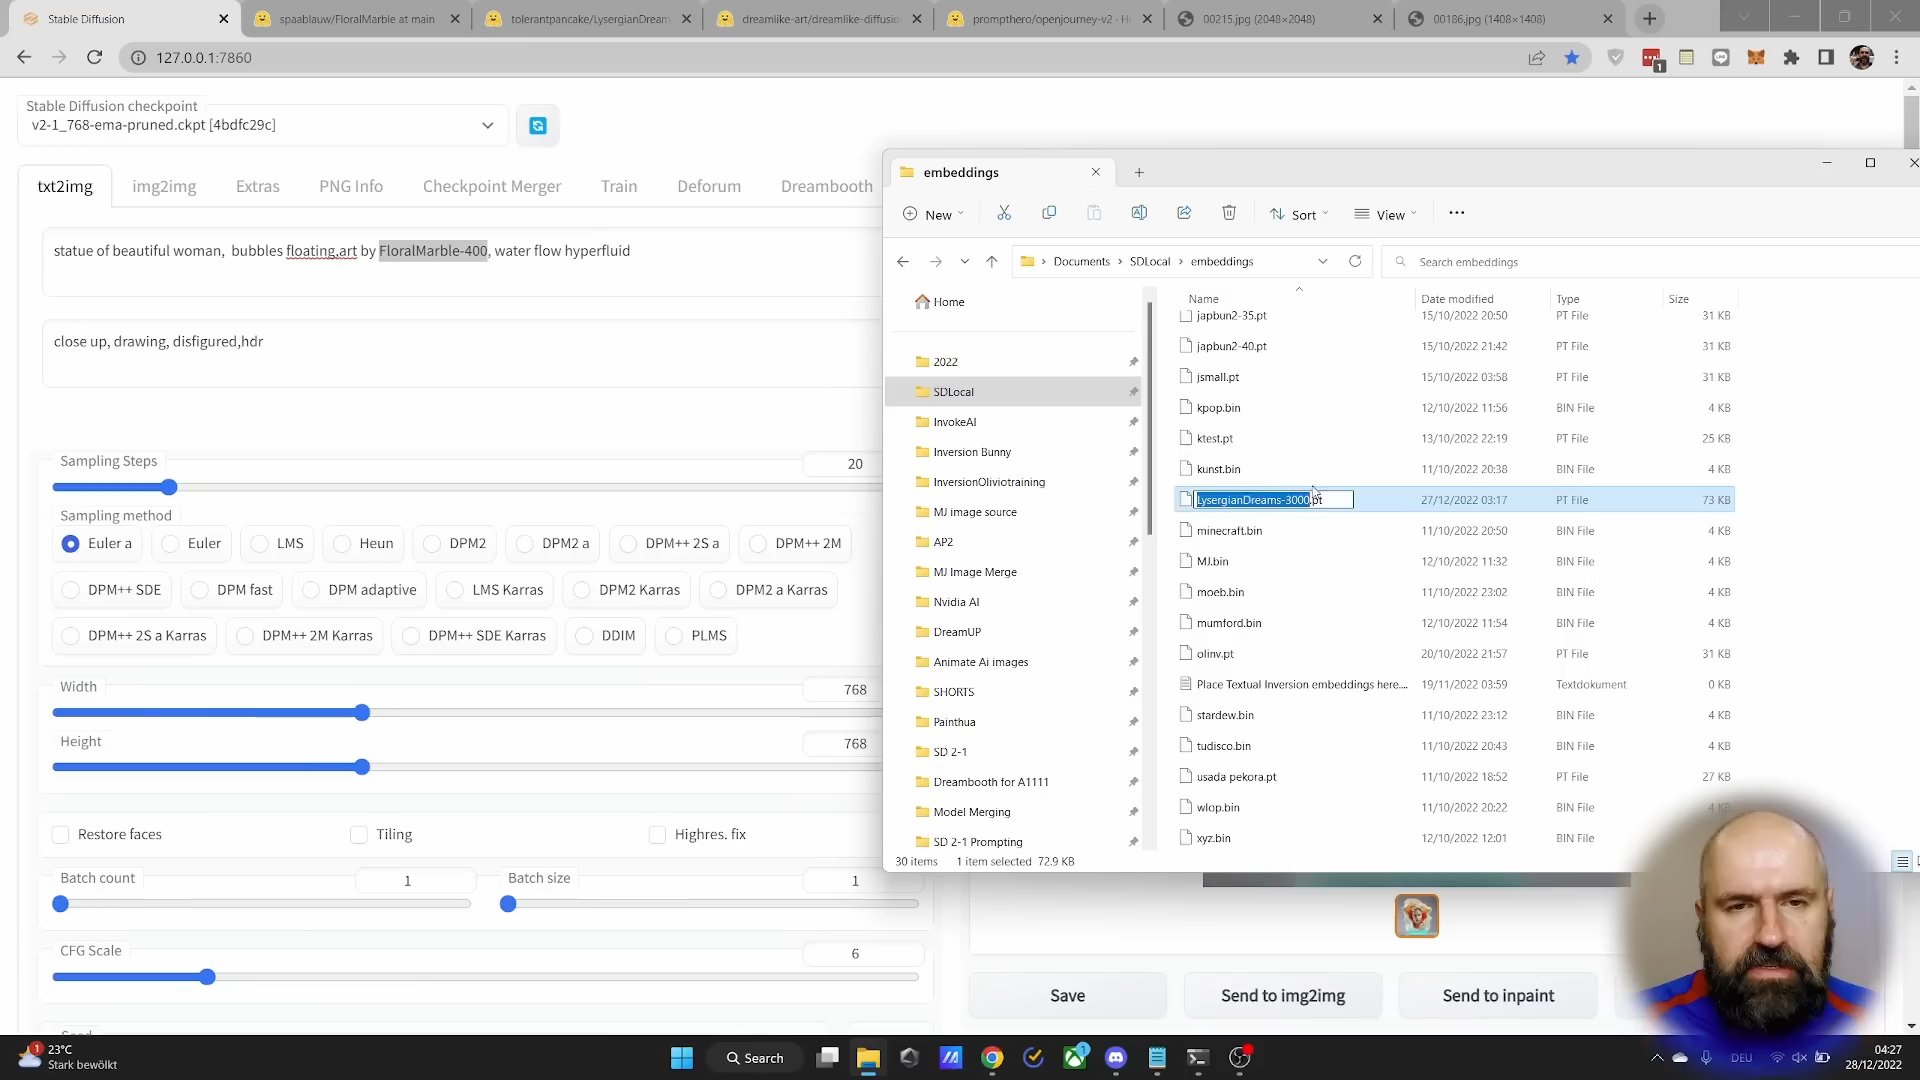 Stable Diffusion
spaablauw/FloralMarble at main
tolerantpancake/LysergianDream
dreamlike-art/dreamlike-diffusio
prompthero/openjourney-v2 - H
00215.jpg (2048×2048)
00186.jpg (1408×1408)
127.0.0.1:7860
1
Stable Diffusion checkpoint
v2-1_768-ema-pruned.ckpt [4bdfc29c]
txt2img
img2img
Extras
PNG Info
Checkpoint Merger
Train
Deforum
Dreambooth
statue of beautiful woman,  bubbles floating,art by FloralMarble-400, water flow hyperfluid
close up, drawing, disfigured,hdr
Sampling Steps
20
Sampling method
Euler a
Euler
LMS
Heun
DPM2
DPM2 a
DPM++ 2S a
DPM++ 2M
DPM++ SDE
DPM fast
DPM adaptive
LMS Karras
DPM2 Karras
DPM2 a Karras
DPM++ 2S a Karras
DPM++ 2M Karras
DPM++ SDE Karras
DDIM
PLMS
Width
768
Height
768
Restore faces
Tiling
Highres. fix
Batch count
1
Batch size
1
CFG Scale
6
embeddings
New
Sort
View
Documents > SDLocal > embeddings
Search embeddings
Home
2022
SDLocal
InvokeAI
Inversion Bunny
InversionOliviotraining
MJ image source
AP2
MJ Image Merge
Nvidia AI
DreamUP
Animate Ai images
SHORTS
Painthua
SD 2-1
Dreambooth for A1111
Model Merging
SD 2-1 Prompting
Name Date modified Type Size
japbun2-35.pt 15/10/2022 20:50 PT File 31 KB
japbun2-40.pt 15/10/2022 21:42 PT File 31 KB
jsmall.pt 15/10/2022 03:58 PT File 31 KB
kpop.bin 12/10/2022 11:56 BIN File 4 KB
ktest.pt 13/10/2022 22:19 PT File 25 KB
kunst.bin 11/10/2022 20:38 BIN File 4 KB
LysergianDreams-3000.pt 27/12/2022 03:17 PT File 73 KB
minecraft.bin 11/10/2022 20:50 BIN File 4 KB
MJ.bin 12/10/2022 11:32 BIN File 4 KB
moeb.bin 11/10/2022 23:02 BIN File 4 KB
mumford.bin 12/10/2022 11:54 BIN File 4 KB
olinv.pt 20/10/2022 21:57 PT File 31 KB
Place Textual Inversion embeddings here.... 19/11/2022 03:59 Textdokument 0 KB
stardew.bin 11/10/2022 23:12 BIN File 4 KB
tudisco.bin 11/10/2022 20:43 BIN File 4 KB
usada pekora.pt 11/10/2022 18:52 PT File 27 KB
wlop.bin 11/10/2022 20:22 BIN File 4 KB
xyz.bin 12/10/2022 12:01 BIN File
30 items 1 item selected 72.9 KB
Save
Send to img2img
Send to inpaint
1
23°C
Stark bewölkt
Search
1
DEU
04:27
28/12/2022